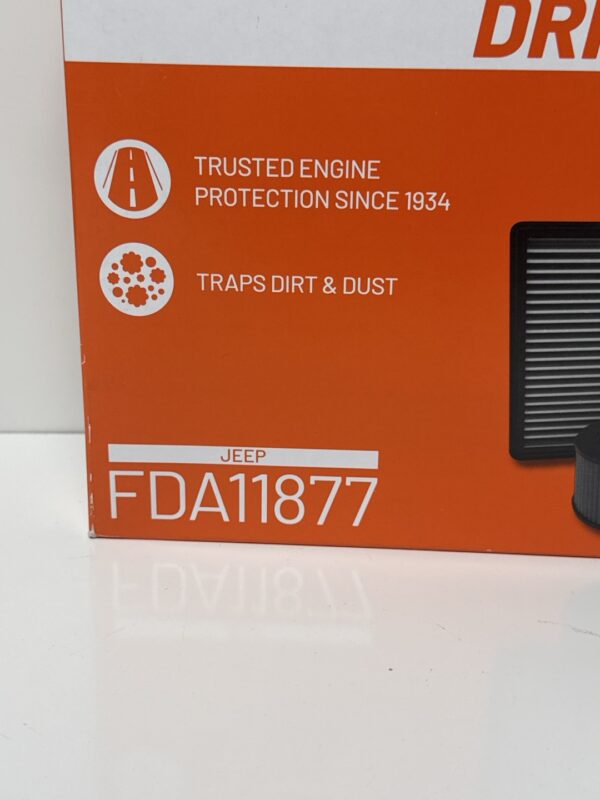 TRUSTED ENGINE
PROTECTION SINCE 1934
TRAPS DIRT & DUST
JEEP
FDA11877